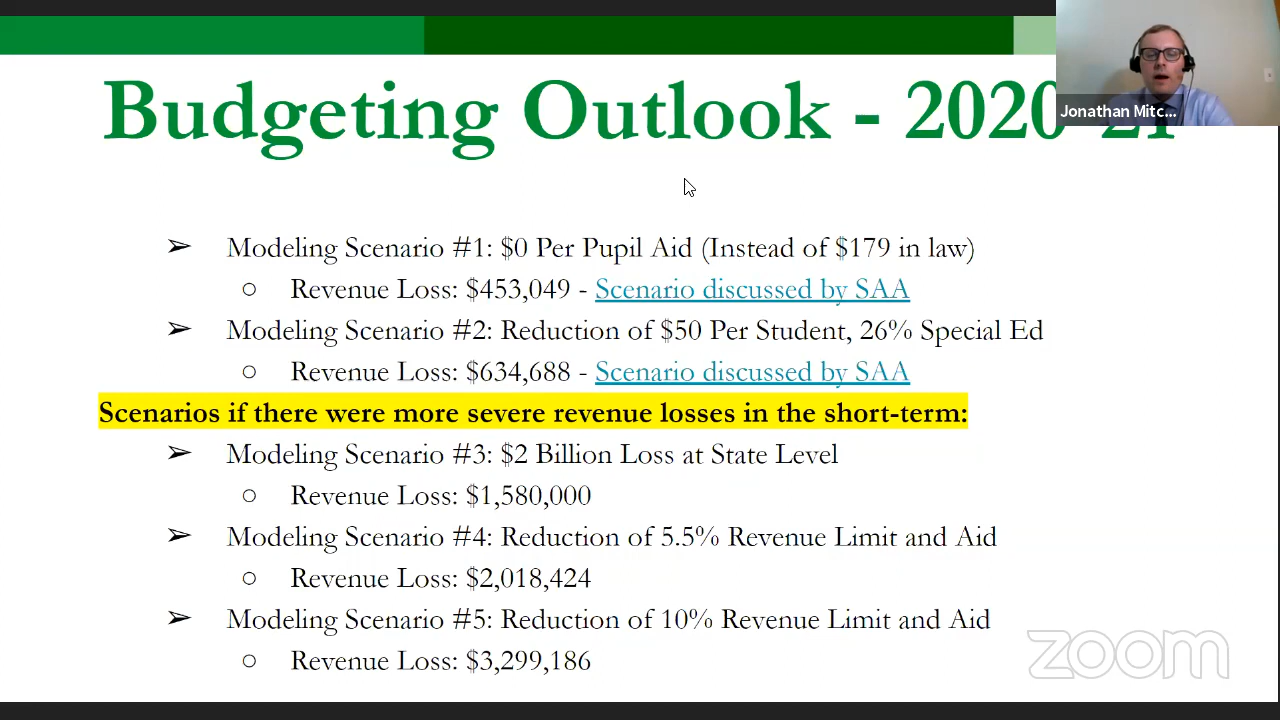 Budgeting Outlook - 2020-21
Jonathan Mitc...
➢ Modeling Scenario #1: $0 Per Pupil Aid (Instead of $179 in law)
○ Revenue Loss: $453,049 - Scenario discussed by SAA
➢ Modeling Scenario #2: Reduction of $50 Per Student, 26% Special Ed
○ Revenue Loss: $634,688 - Scenario discussed by SAA
Scenarios if there were more severe revenue losses in the short-term:
➢ Modeling Scenario #3: $2 Billion Loss at State Level
○ Revenue Loss: $1,580,000
➢ Modeling Scenario #4: Reduction of 5.5% Revenue Limit and Aid
○ Revenue Loss: $2,018,424
➢ Modeling Scenario #5: Reduction of 10% Revenue Limit and Aid
○ Revenue Loss: $3,299,186
zoom